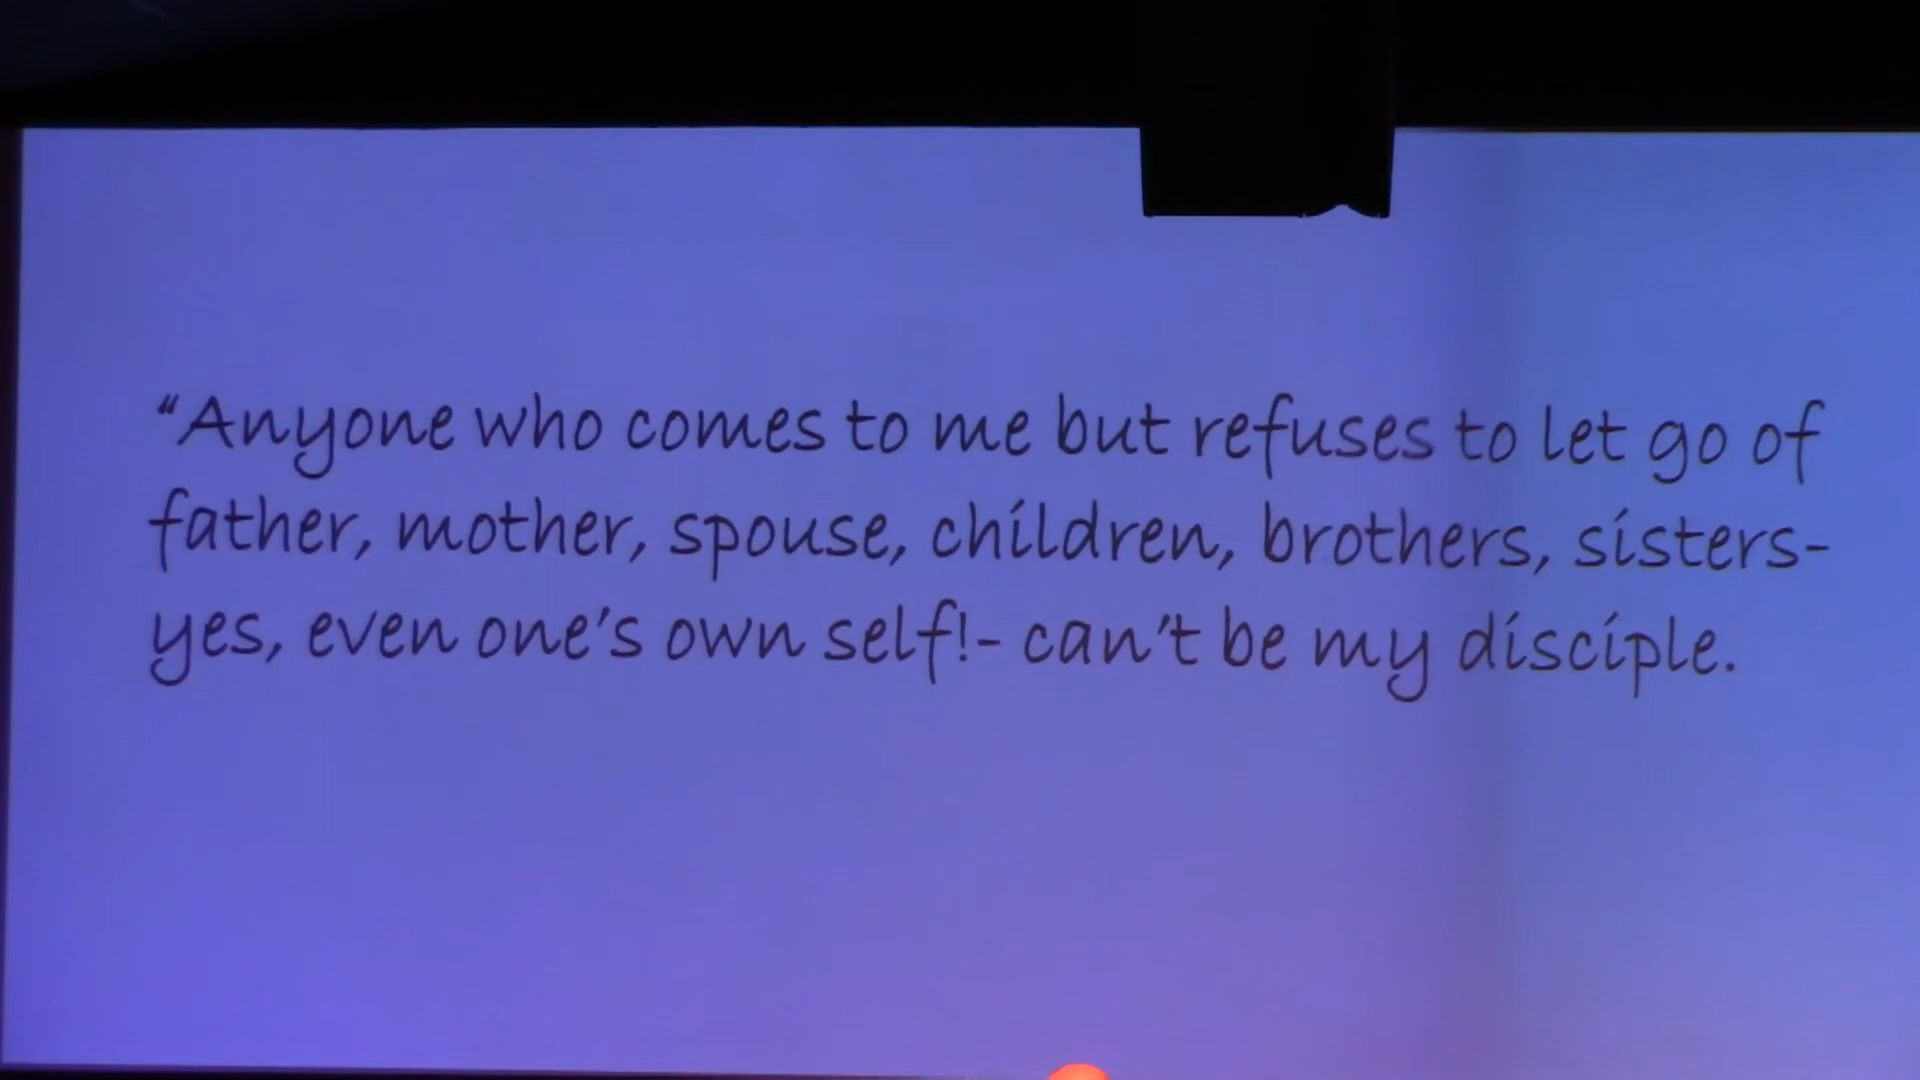 “Anyone who comes to me but refuses to let go of
father, mother, spouse, children, brothers, sisters-
yes, even one’s own self!- can’t be my disciple.